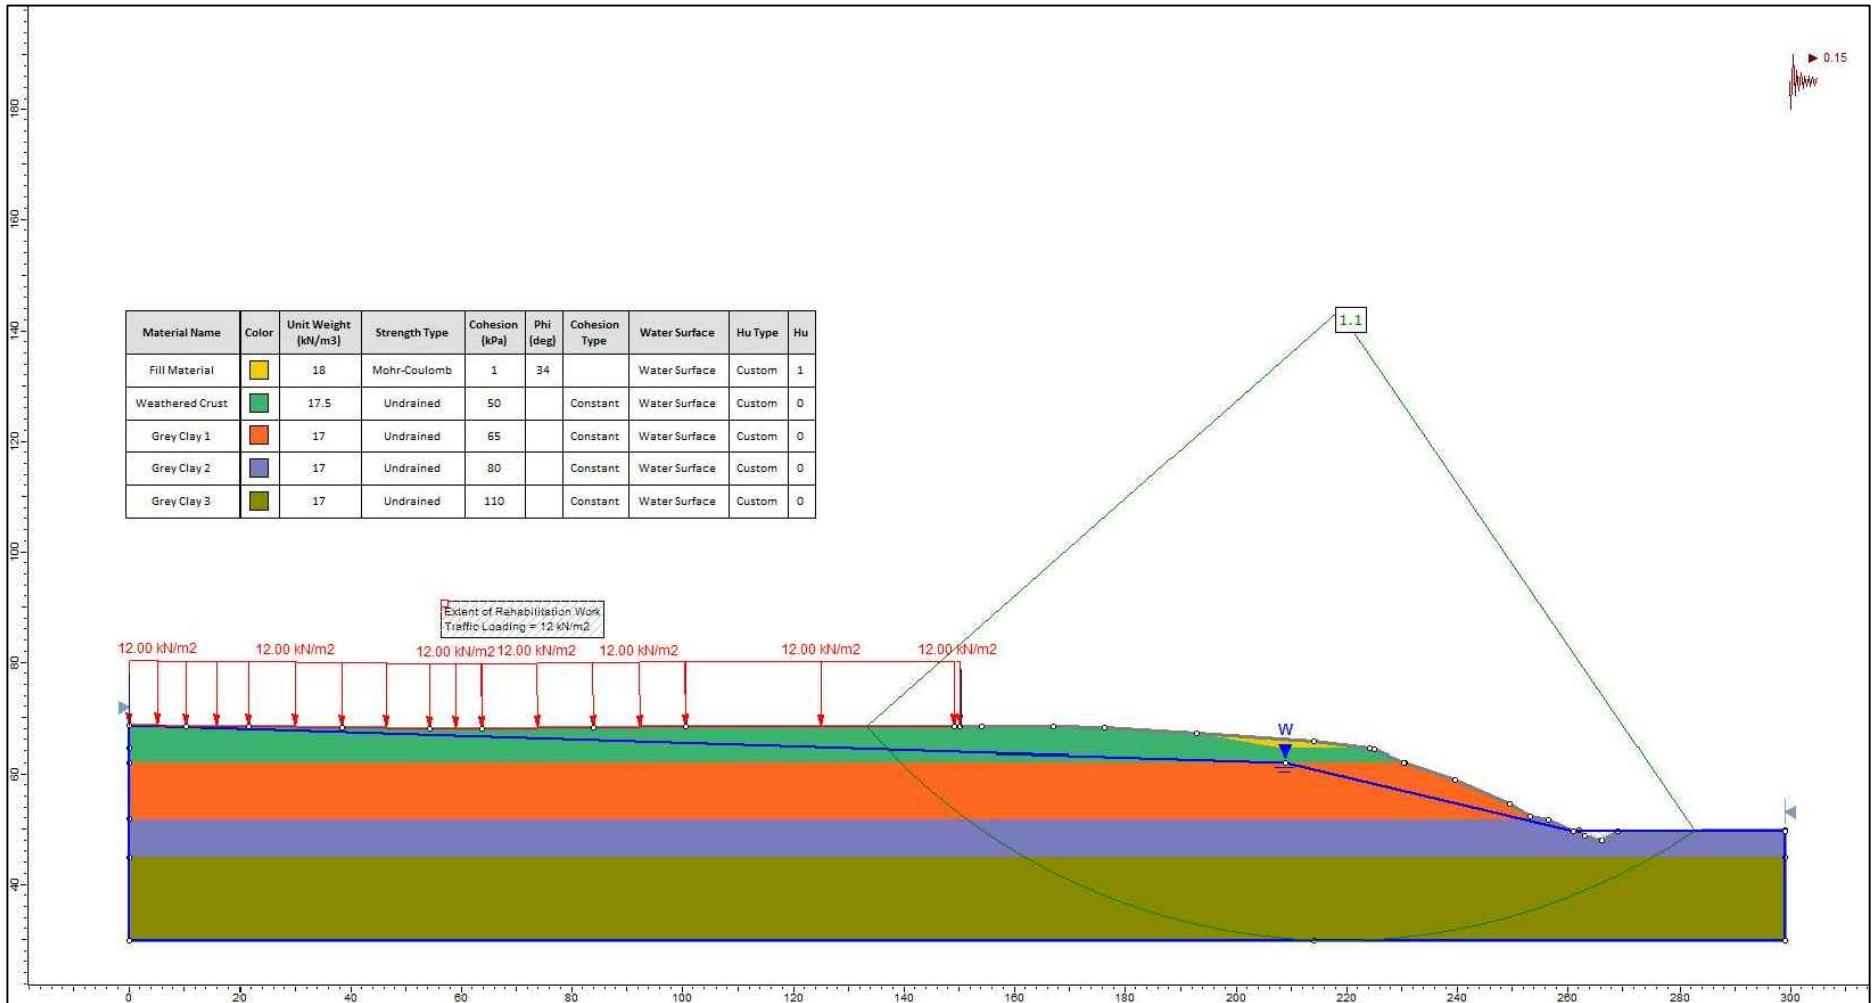 0.15
180
160
140
120
100
80
60
40
1.1
Material Name Color Unit Weight (kN/m3) Strength Type Cohesion (kPa) Phi (deg) Cohesion Type Water Surface Hu Type Hu
Fill Material 18 Mohr-Coulomb 1 34 Water Surface Custom 1
Weathered Crust 17.5 Undrained 50 Constant Water Surface Custom 0
Grey Clay 1 17 Undrained 65 Constant Water Surface Custom 0
Grey Clay 2 17 Undrained 80 Constant Water Surface Custom 0
Grey Clay 3 17 Undrained 110 Constant Water Surface Custom 0
Extent of Rehabilitation Work
Traffic Loading = 12 kN/m2
12.00 kN/m2 12.00 kN/m2 12.00 kN/m2 12.00 kN/m2 12.00 kN/m2 12.00 kN/m2 12.00 kN/m2
W
0 20 40 60 80 100 120 140 160 180 200 220 240 260 280 300